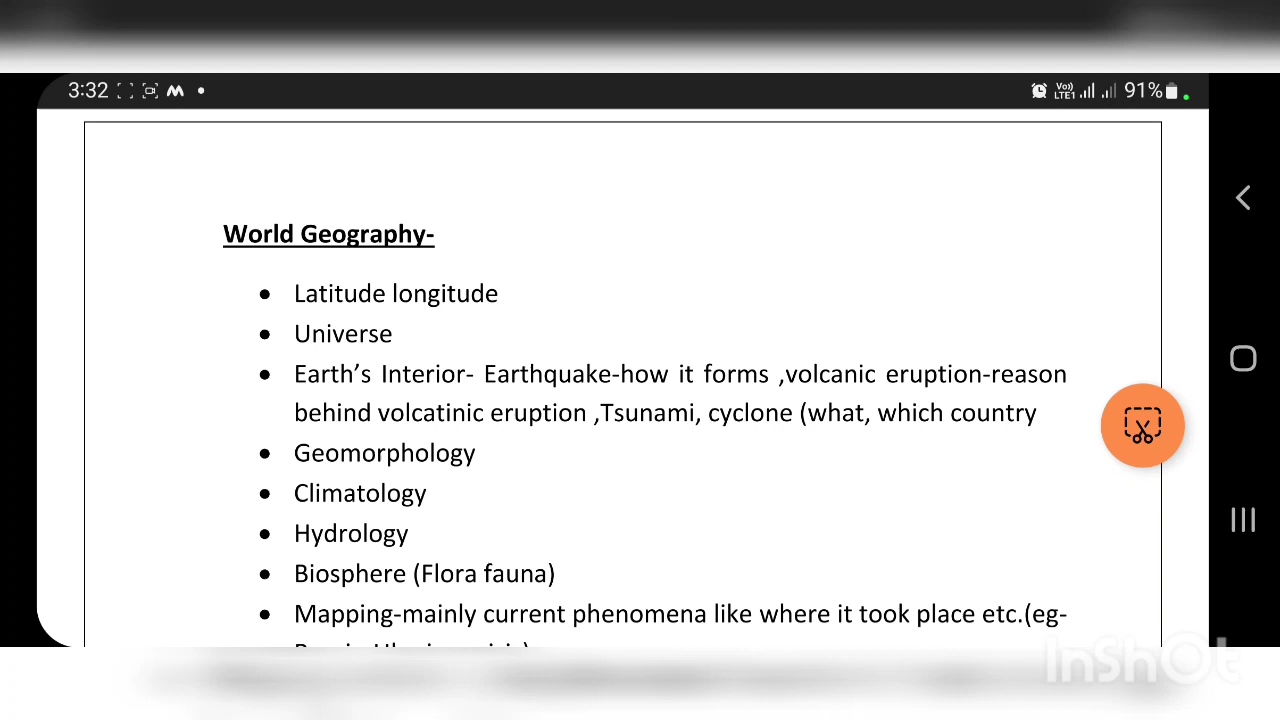 3:32
Vo)) LTE1 91%
World Geography-
• Latitude longitude
• Universe
• Earth's Interior- Earthquake-how it forms ,volcanic eruption-reason
behind volcatinic eruption ,Tsunami, cyclone (what, which country
• Geomorphology
• Climatology
• Hydrology
• Biosphere (Flora fauna)
• Mapping-mainly current phenomena like where it took place etc.(eg-
InShOt